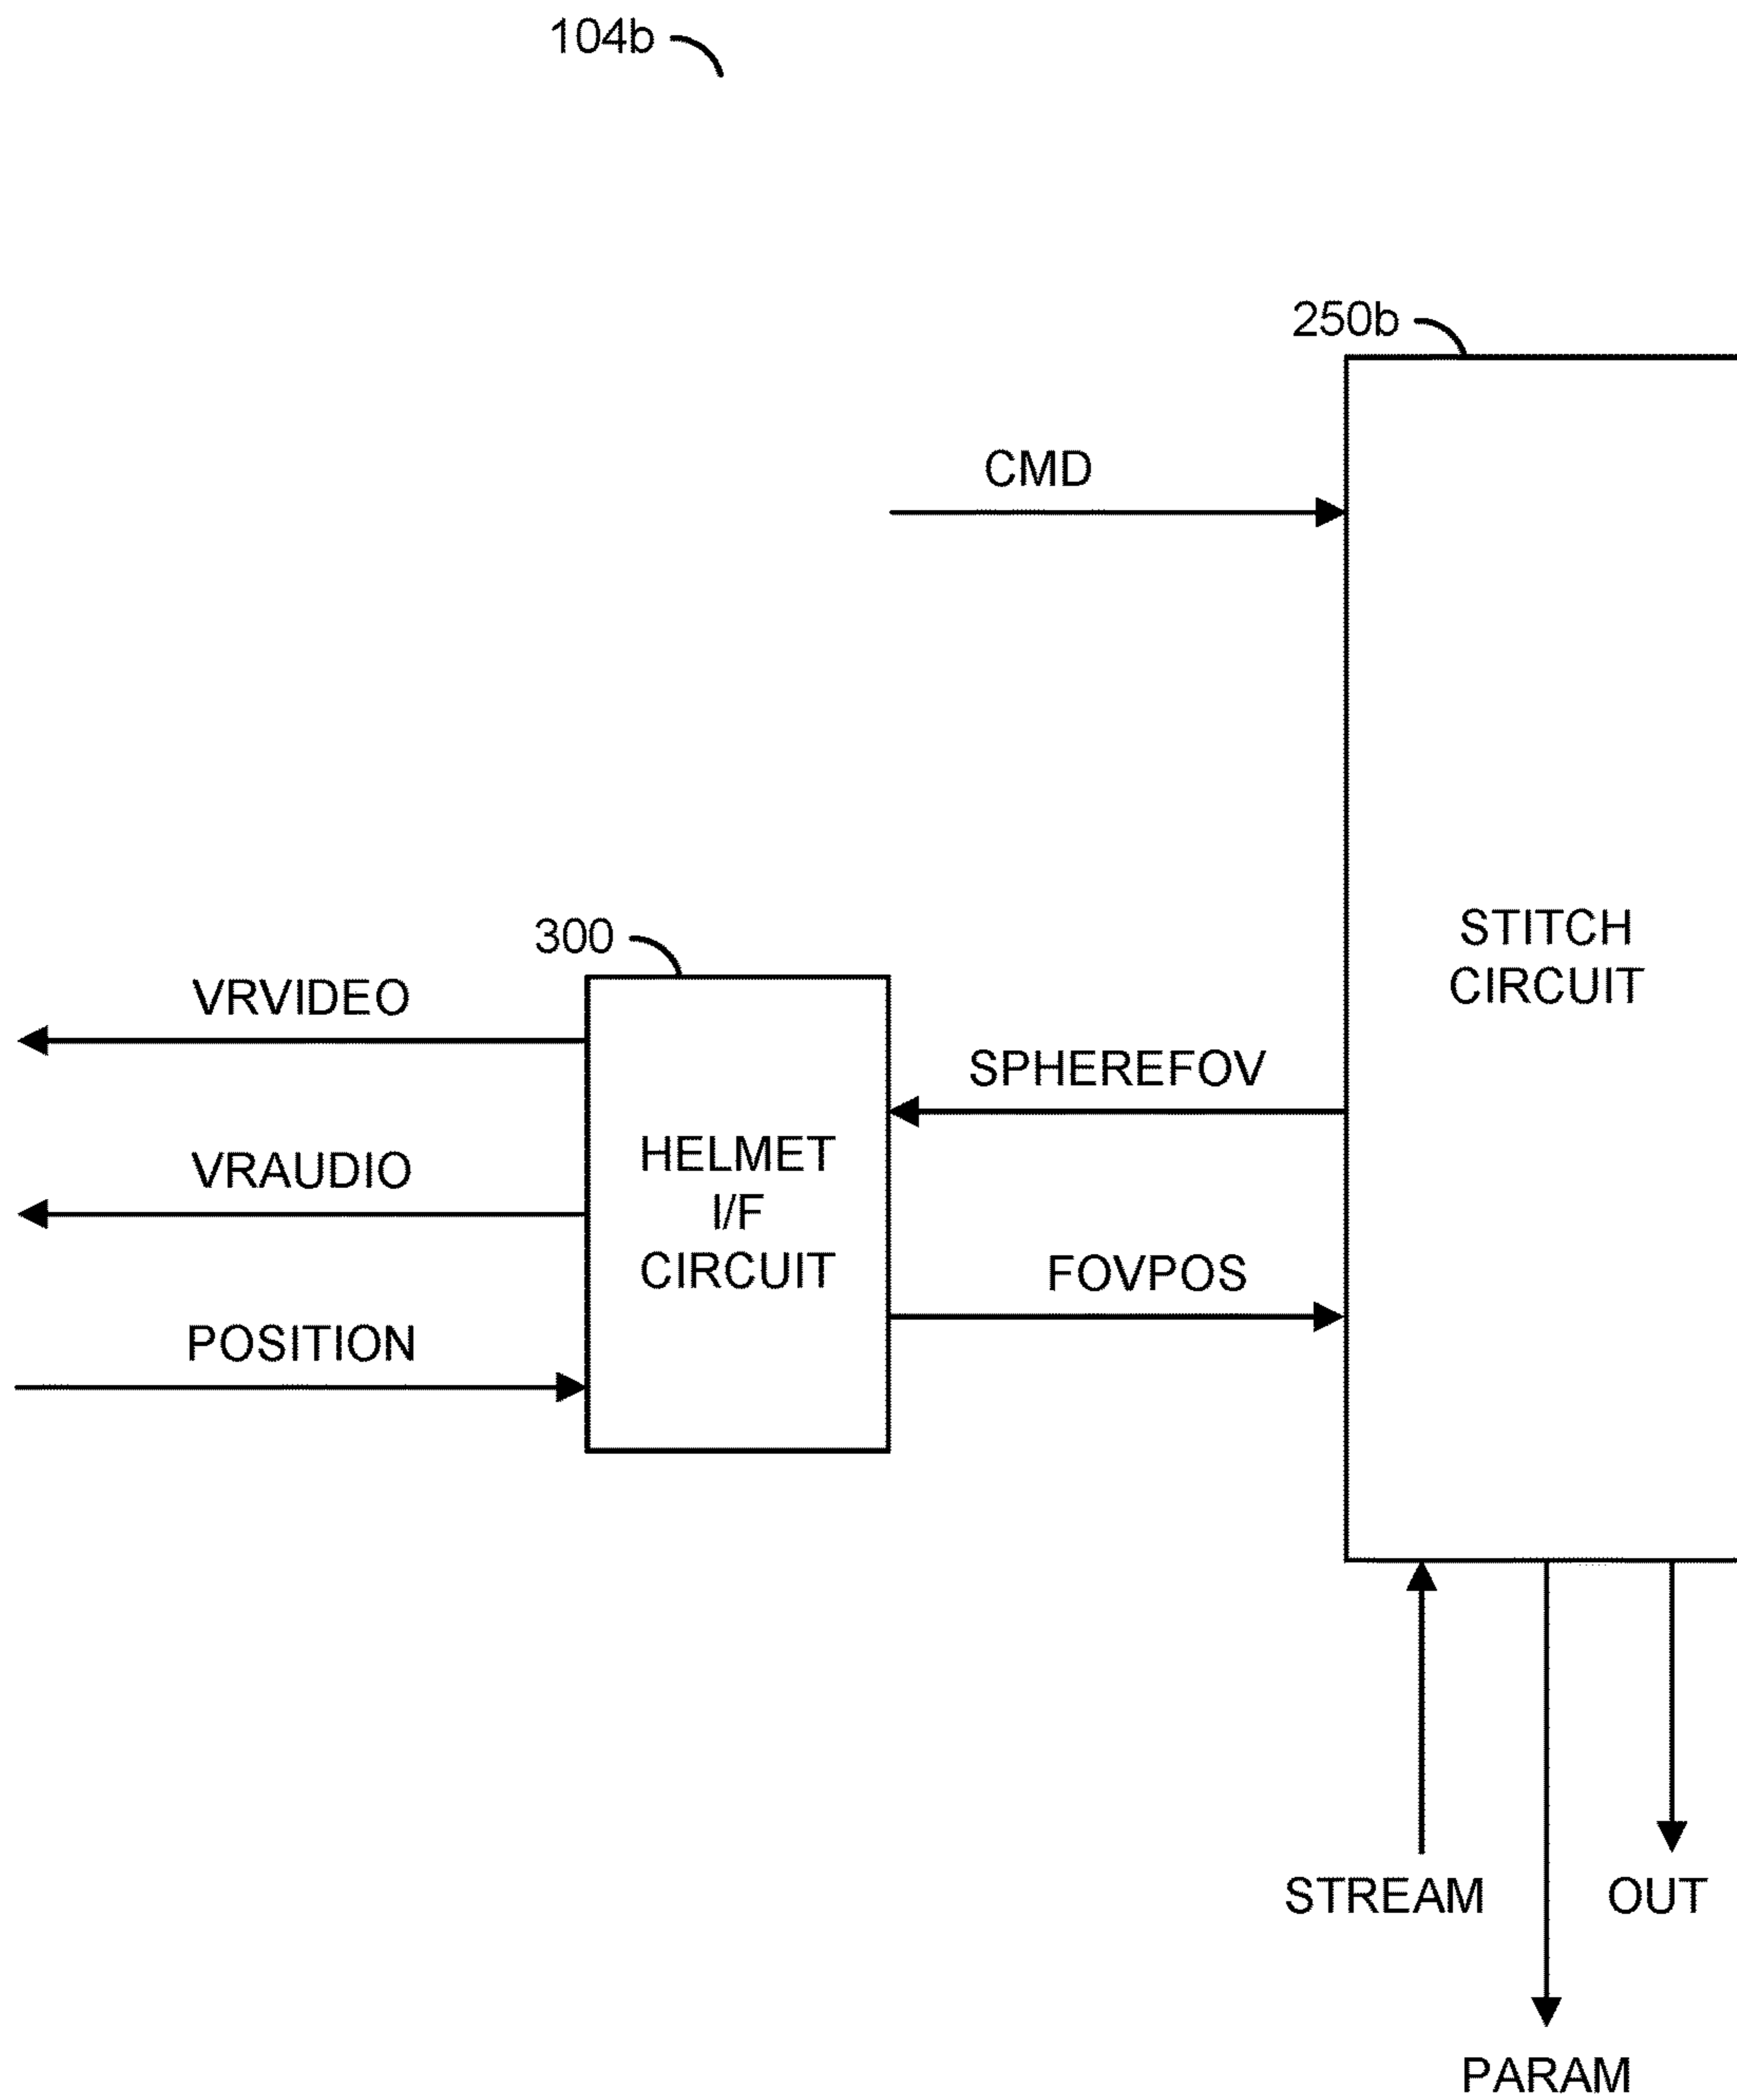 104b
250b
CMD
STITCH
CIRCUIT
300
VRVIDEO
SPHEREFOV
HELMET
I/F
CIRCUIT
VRAUDIO
FOVPOS
POSITION
STREAM
OUT
PARAM